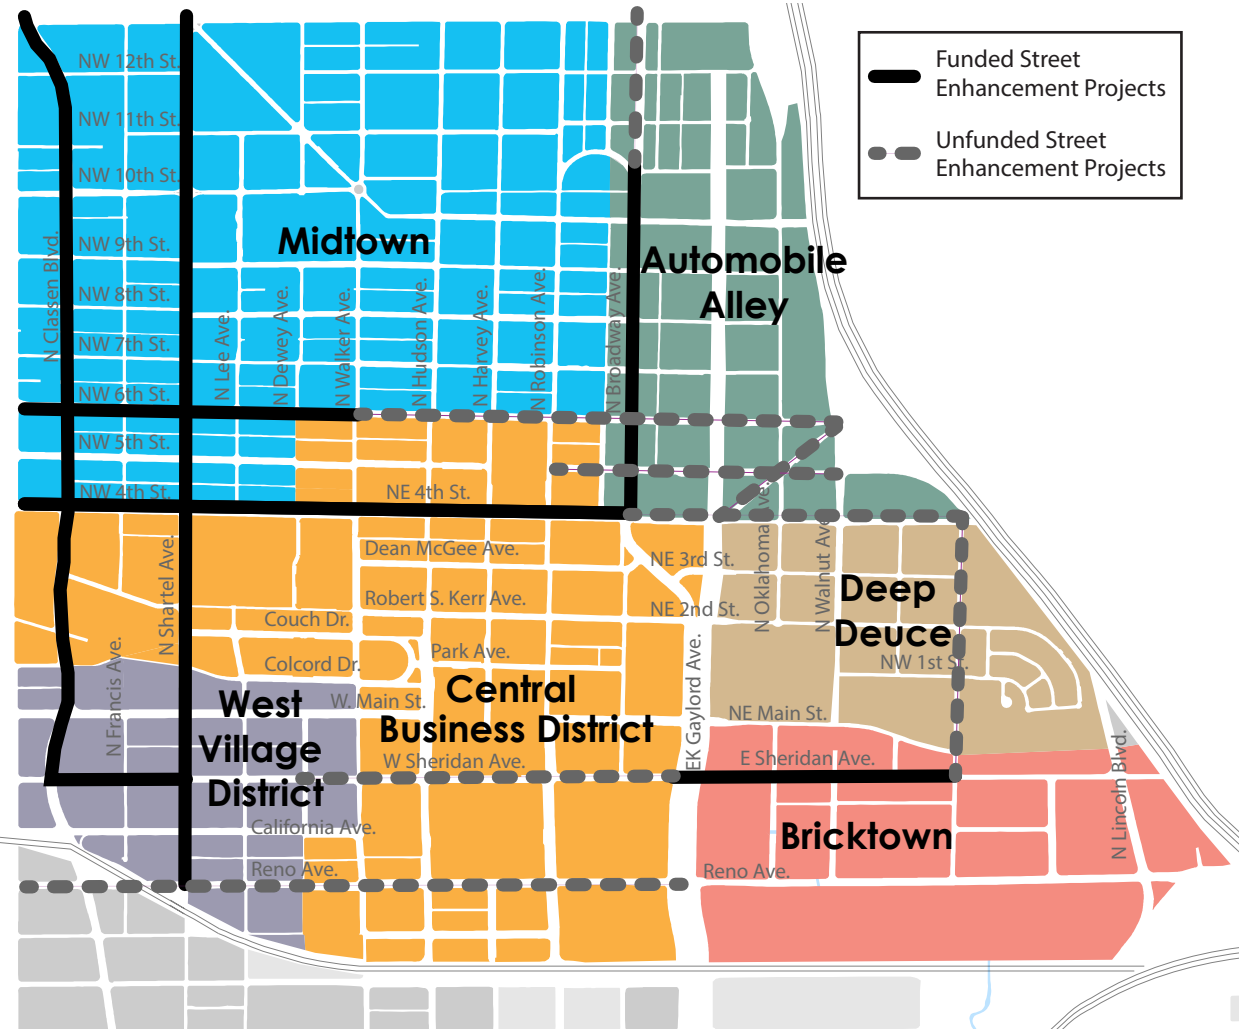 Funded Street
Enhancement Projects
Unfunded Street
Enhancement Projects
NW 12th St.
NW 11th St.
NW 10th St.
NW 9th St.
NW 8th St.
NW 7th St.
NW 6th St.
NW 5th St.
NW 4th St.
N Classen Blvd.
Midtown
N Lee Ave.
N Dewey Ave.
N Walker Ave.
N Hudson Ave.
N Harvey Ave.
N Robinson Ave.
N Broadway Ave.
Automobile
Alley
NE 4th St.
N Shartel Ave.
Dean McGee Ave.
Robert S. Kerr Ave.
Couch Dr.
Colcord Dr.
Park Ave.
W. Main St.
N Francis Ave.
West
Village
District
Central
Business District
W Sheridan Ave.
California Ave.
Reno Ave.
NE 3rd St.
NE 2nd St.
N Oklahoma Ave.
N Walnut Ave
Deep
Deuce
NW 1st St.
EK Gaylord Ave.
NE Main St.
E Sheridan Ave.
Bricktown
Reno Ave.
N Lincoln Blvd.